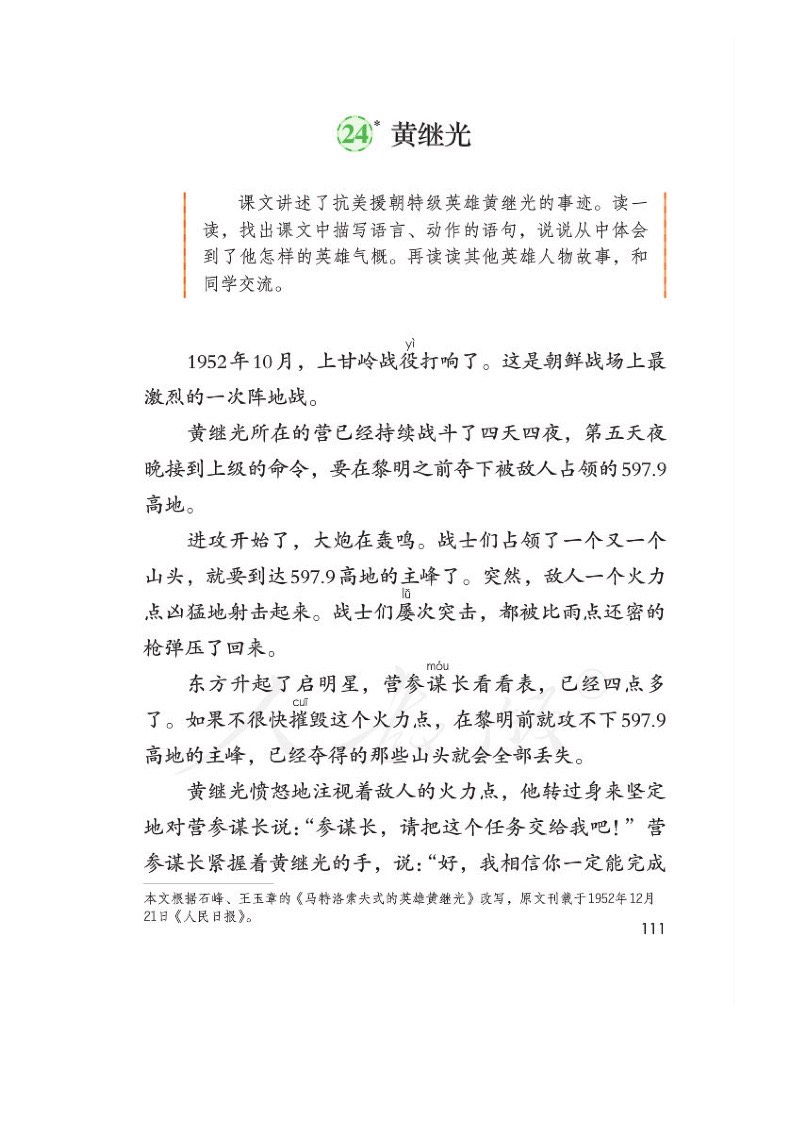 24* 黄继光
课文讲述了抗美援朝特级英雄黄继光的事迹。读一
读，找出课文中描写语言、动作的语句，说说从中体会
到了他怎样的英雄气概。再读读其他英雄人物故事，和
同学交流。
yì
1952年10月，上甘岭战役打响了。这是朝鲜战场上最
激烈的一次阵地战。
黄继光所在的营已经持续战斗了四天四夜，第五天夜
晚接到上级的命令，要在黎明之前夺下被敌人占领的597.9
高地。
进攻开始了，大炮在轰鸣。战士们占领了一个又一个
山头，就要到达597.9高地的主峰了。突然，敌人一个火力
lǚ
点凶猛地射击起来。战士们屡次突击，都被比雨点还密的
枪弹压了回来。
móu
东方升起了启明星，营参谋长看看表，已经四点多
cuī
了。如果不很快摧毁这个火力点，在黎明前就攻不下597.9
高地的主峰，已经夺得的那些山头就会全部丢失。
黄继光愤怒地注视着敌人的火力点，他转过身来坚定
地对营参谋长说：“参谋长，请把这个任务交给我吧！”营
参谋长紧握着黄继光的手，说：“好，我相信你一定能完成
本文根据石峰、王玉章的《马特洛索夫式的英雄黄继光》改写，原文刊载于1952年12月
21日《人民日报》。
111
人教版®